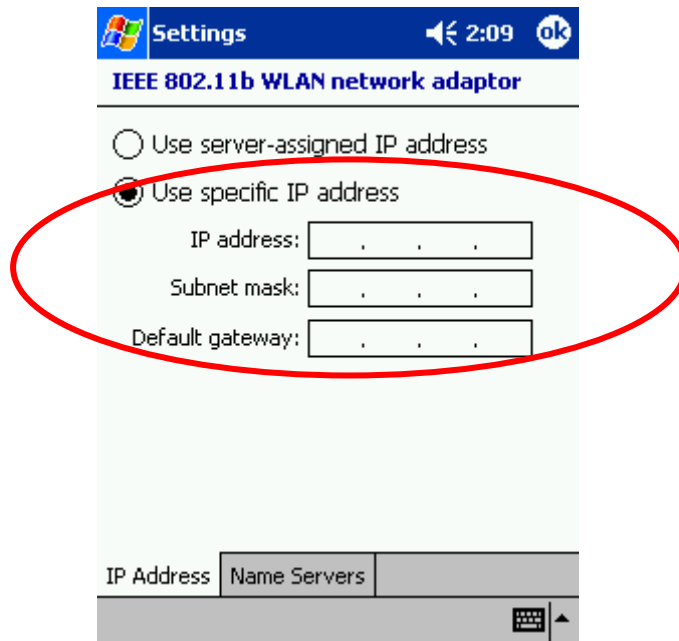 Settings 2:09 ok
IEEE 802.11b WLAN network adaptor
Use server-assigned IP address
Use specific IP address
IP address: . . .
Subnet mask: . . .
Default gateway: . . .
IP Address Name Servers